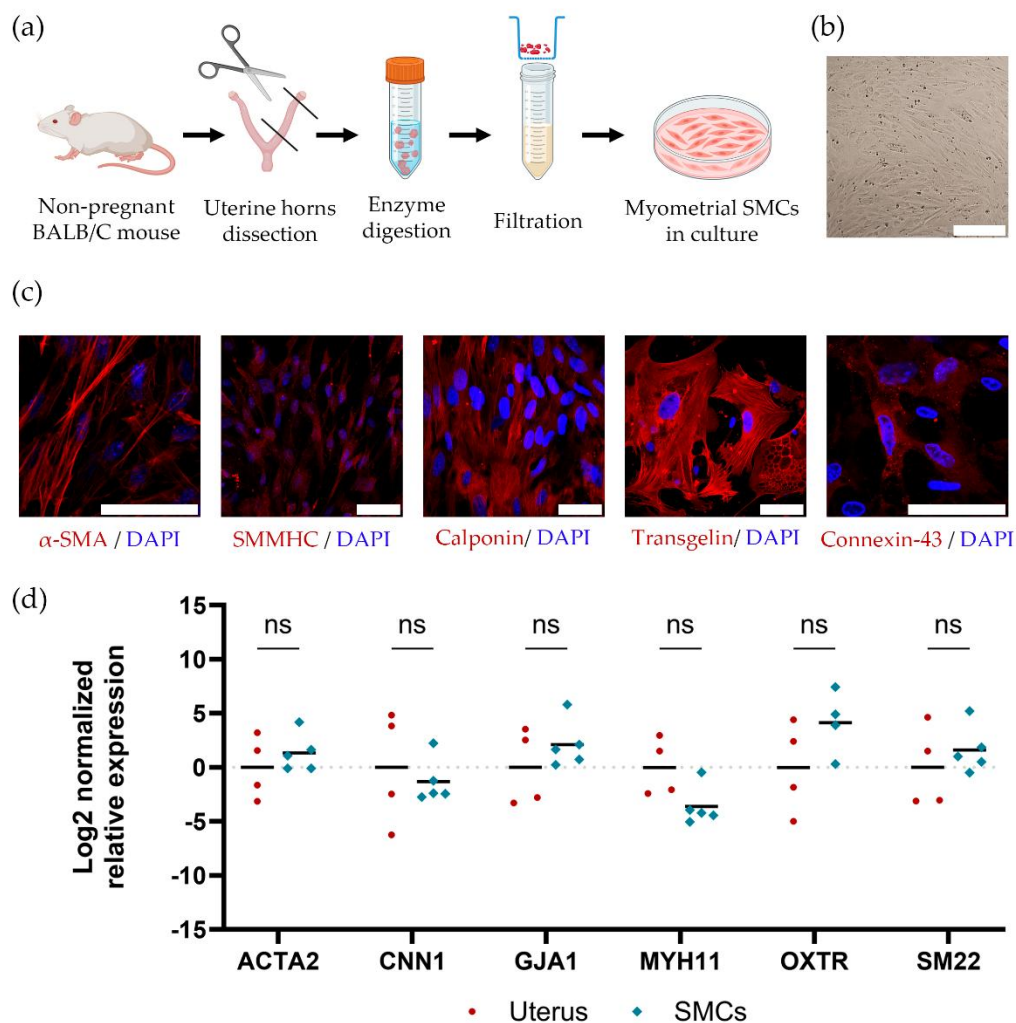 (a)
(b)
Non-pregnant
BALB/C mouse
Uterine horns
dissection
Enzyme
digestion
Filtration
Myometrial SMCs
in culture
(c)
α-SMA / DAPI
SMMHC / DAPI
Calponin/ DAPI
Transgelin/ DAPI
Connexin-43 / DAPI
(d)
Log2 normalized
relative expression
15
10
5
0
-5
-10
-15
ns
ns
ns
ns
ns
ns
ACTA2
CNN1
GJA1
MYH11
OXTR
SM22
Uterus
SMCs